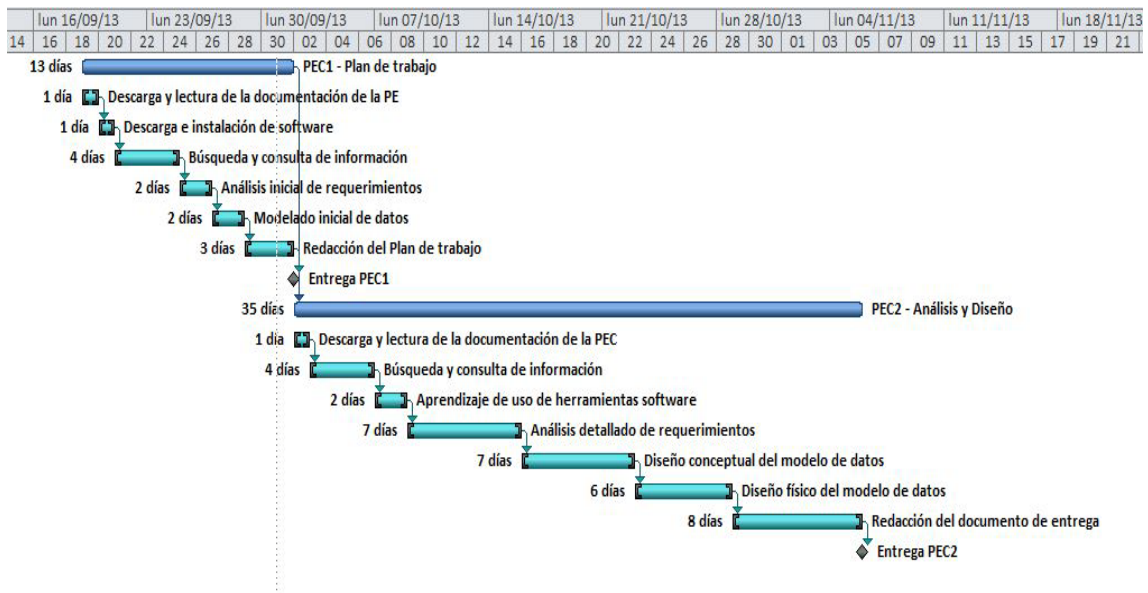 lun 16/09/13 lun 23/09/13 lun 30/09/13 lun 07/10/13 lun 14/10/13 lun 21/10/13 lun 28/10/13 lun 04/11/13 lun 11/11/13 lun 18/11/13
14 16 18 20 22 24 26 28 30 02 04 06 08 10 12 14 16 18 20 22 24 26 28 30 01 03 05 07 09 11 13 15 17 19 21
13 días PEC1 - Plan de trabajo
1 día Descarga y lectura de la documentación de la PE
1 día Descarga e instalación de software
4 días Búsqueda y consulta de información
2 días Análisis inicial de requerimientos
2 días Modelado inicial de datos
3 días Redacción del Plan de trabajo
Entrega PEC1
35 días PEC2 - Análisis y Diseño
1 día Descarga y lectura de la documentación de la PEC
4 días Búsqueda y consulta de información
2 días Aprendizaje de uso de herramientas software
7 días Análisis detallado de requerimientos
7 días Diseño conceptual del modelo de datos
6 días Diseño físico del modelo de datos
8 días Redacción del documento de entrega
Entrega PEC2